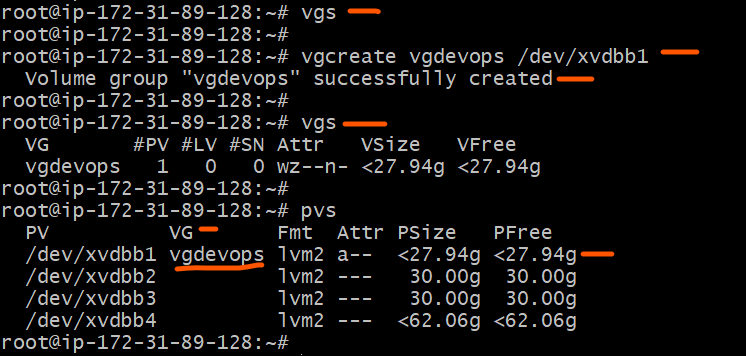 root@ip-172-31-89-128:~# vgs
root@ip-172-31-89-128:~#
root@ip-172-31-89-128:~# vgcreate vgdevops /dev/xvdbb1
  Volume group "vgdevops" successfully created
root@ip-172-31-89-128:~#
root@ip-172-31-89-128:~# vgs
  VG       #PV #LV #SN Attr   VSize   VFree
  vgdevops   1   0   0 wz--n- <27.94g <27.94g
root@ip-172-31-89-128:~#
root@ip-172-31-89-128:~# pvs
  PV          VG       Fmt  Attr PSize   PFree
  /dev/xvdbb1 vgdevops lvm2 a--  <27.94g <27.94g
  /dev/xvdbb2          lvm2 ---   30.00g  30.00g
  /dev/xvdbb3          lvm2 ---   30.00g  30.00g
  /dev/xvdbb4          lvm2 ---  <62.06g <62.06g
root@ip-172-31-89-128:~#